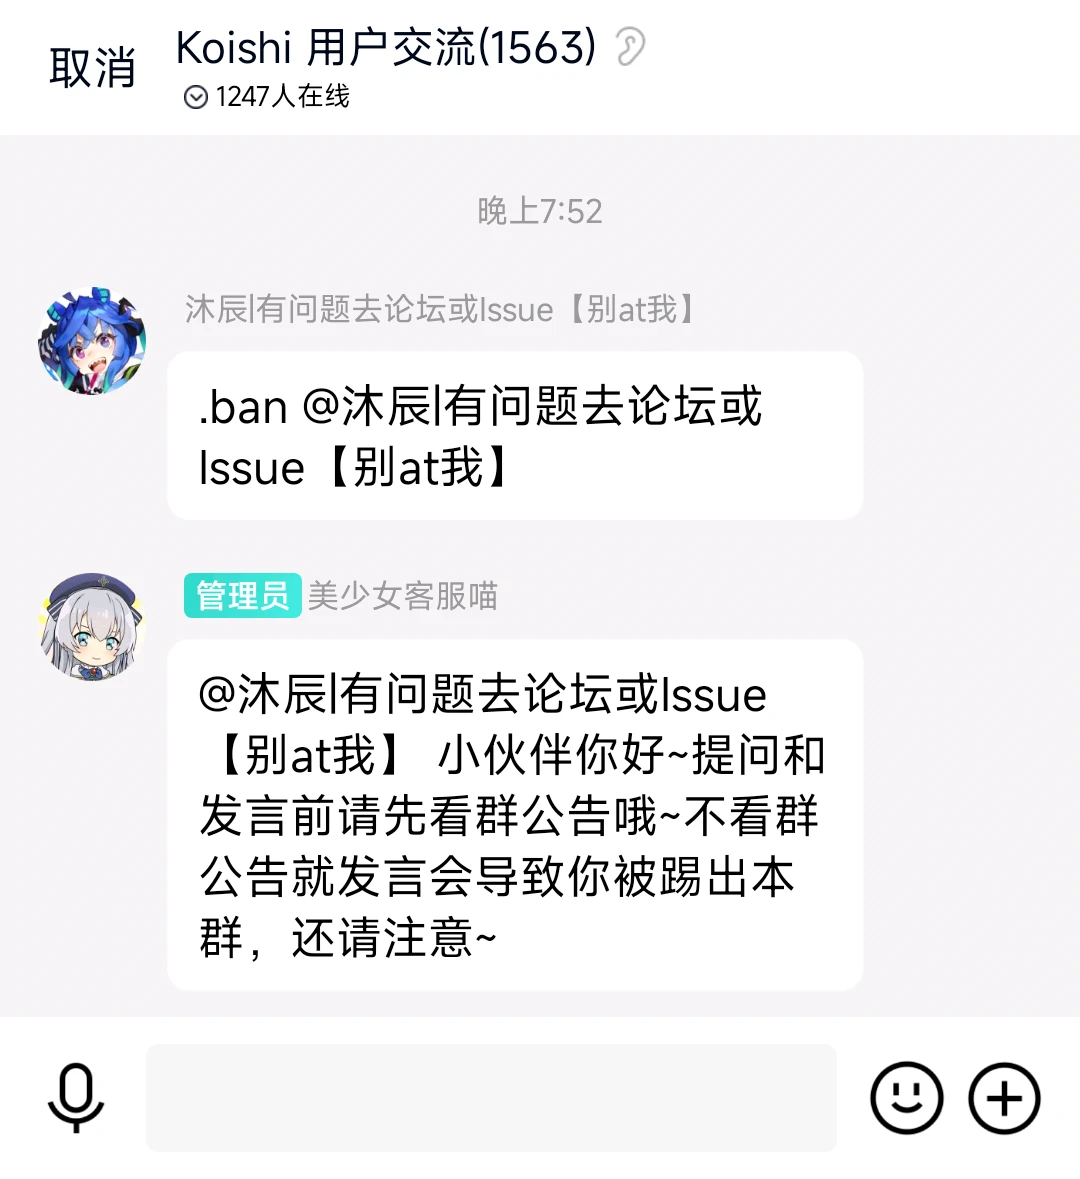 取消
Koishi 用户交流(1563)
1247人在线
晚上7:52
沐辰|有问题去论坛或Issue【别at我】
.ban @沐辰|有问题去论坛或
Issue【别at我】
管理员 美少女客服喵
@沐辰|有问题去论坛或Issue
【别at我】 小伙伴你好~提问和
发言前请先看群公告哦~不看群
公告就发言会导致你被踢出本
群，还请注意~